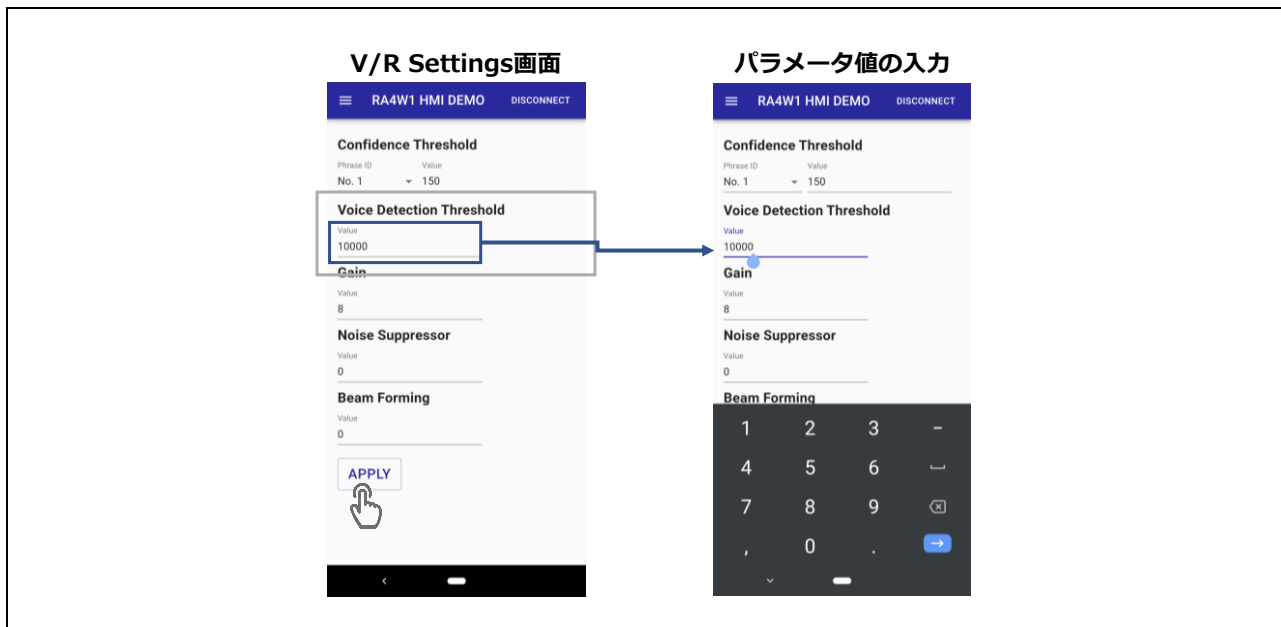 V/R Settings画面
RA4W1 HMI DEMO DISCONNECT
Confidence Threshold
Phrase ID Value
No. 1 150
Voice Detection Threshold
Value
10000
Gain
Value
8
Noise Suppressor
Value
0
Beam Forming
Value
0
APPLY
パラメータ値の入力
RA4W1 HMI DEMO DISCONNECT
Confidence Threshold
Phrase ID Value
No. 1 150
Voice Detection Threshold
Value
10000
Gain
Value
8
Noise Suppressor
Value
0
Beam Forming
1 2 3 -
4 5 6
7 8 9
, 0 .